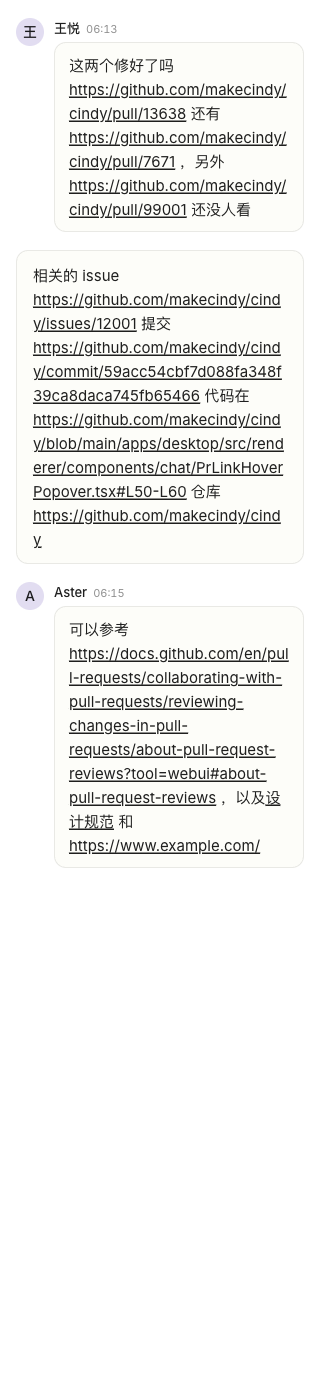 王
王悦 06:13
这两个修好了吗
https://github.com/makecindy/
cindy/pull/13638 还有
https://github.com/makecindy/
cindy/pull/7671 ，另外
https://github.com/makecindy/
cindy/pull/99001 还没人看
相关的 issue
https://github.com/makecindy/cind
y/issues/12001 提交
https://github.com/makecindy/cind
y/commit/59acc54cbf7d088fa348f
39ca8daca745fb65466 代码在
https://github.com/makecindy/cind
y/blob/main/apps/desktop/src/rend
erer/components/chat/PrLinkHover
Popover.tsx#L50-L60 仓库
https://github.com/makecindy/cind
y
A
Aster 06:15
可以参考
https://docs.github.com/en/pul
l-requests/collaborating-with-
pull-requests/reviewing-
changes-in-pull-
requests/about-pull-request-
reviews?tool=webui#about-
pull-request-reviews ，以及设
计规范 和
https://www.example.com/